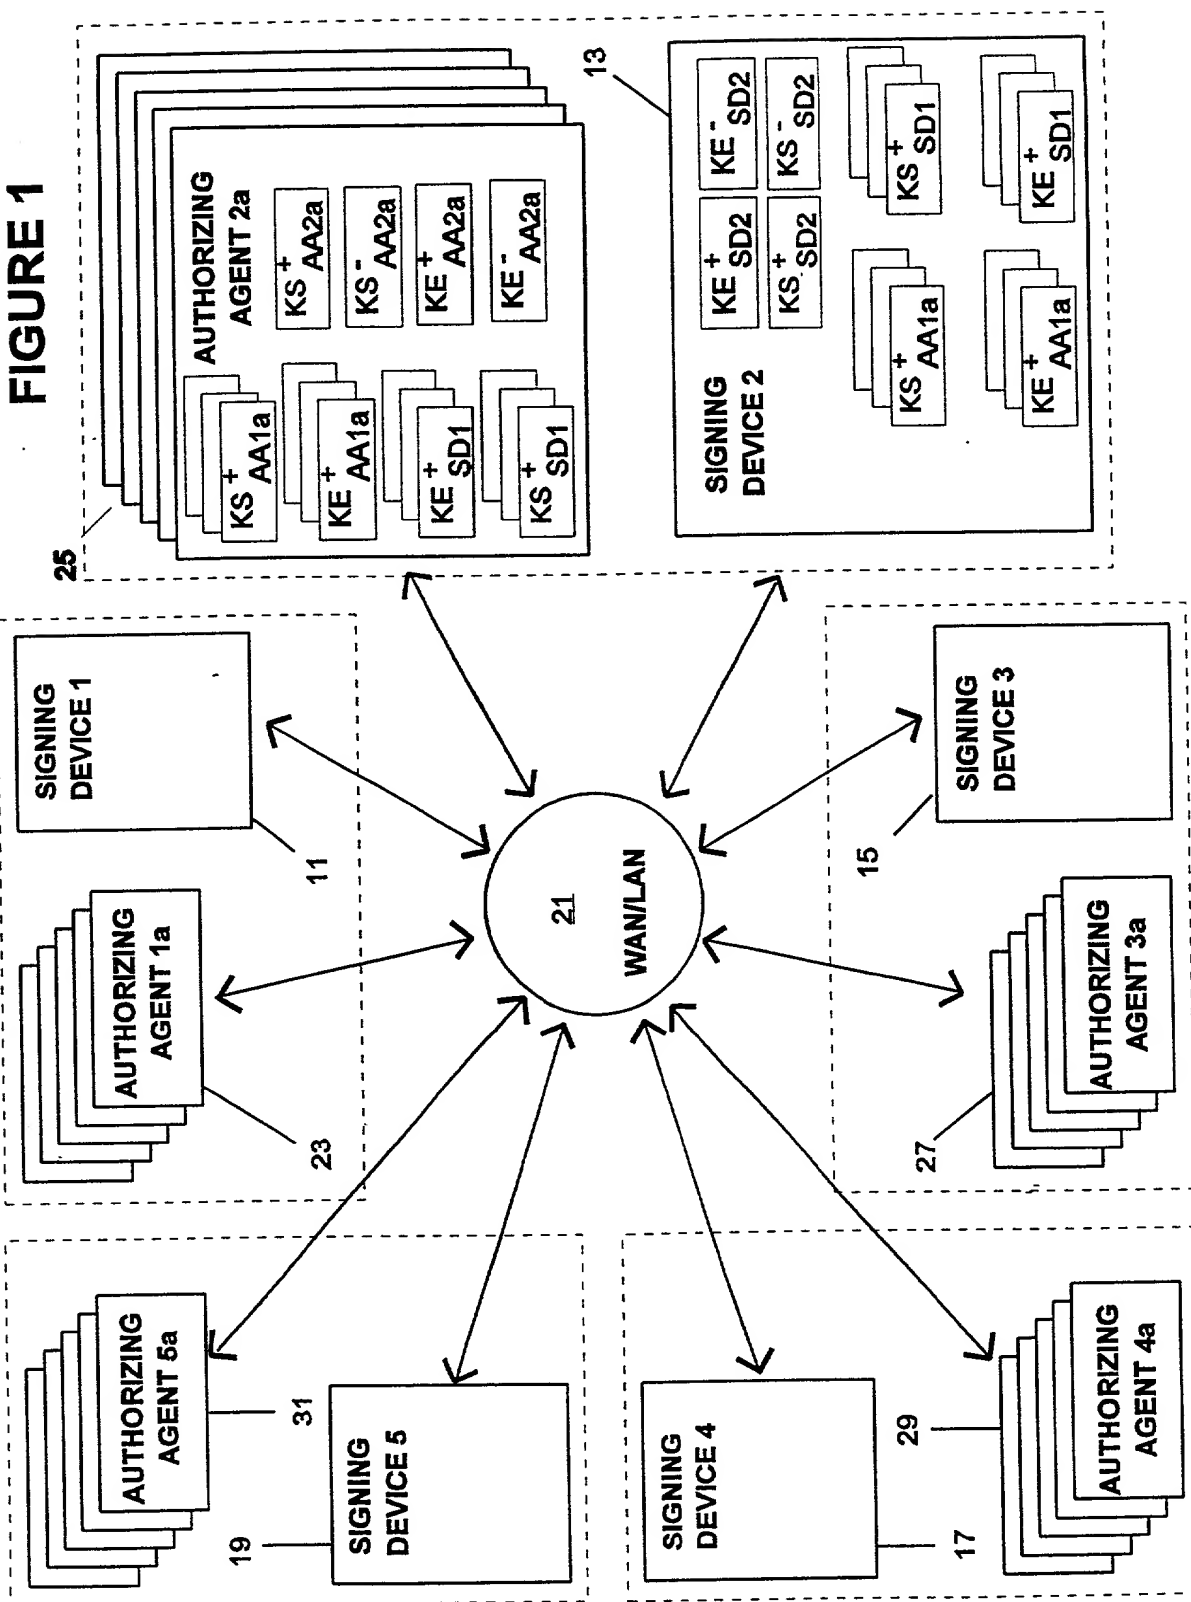 FIGURE 1
AUTHORIZING
AGENT 5a
31
19
SIGNING
DEVICE 5
AUTHORIZING
AGENT 1a
23
SIGNING
DEVICE 1
11
25
AUTHORIZING
AGENT 2a
KS+AA1a
KE+AA1a
KE+SD1
KS+SD1
KS+AA2a
KS-AA2a
KE+AA2a
KE-AA2a
21
WAN/LAN
13
SIGNING
DEVICE 2
KE+SD2
KE-SD2
KS+SD2
KS-SD2
KS+AA1a
KS+SD1
KE+AA1a
KE+SD1
SIGNING
DEVICE 4
17
29
AUTHORIZING
AGENT 4a
27
AUTHORIZING
AGENT 3a
15
SIGNING
DEVICE 3